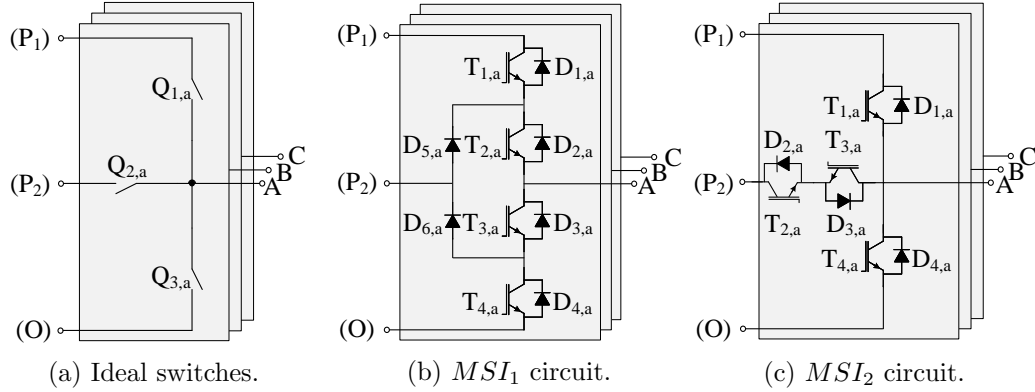 (P1) Q1,a Q2,a (P2) Q3,a (O) A B C
(a) Ideal switches.
(P1) T1,a D1,a D5,a T2,a D2,a (P2) D6,a T3,a D3,a T4,a D4,a (O) A B C
(b) MSI1 circuit.
(P1) T1,a D1,a D2,a T3,a (P2) T2,a D3,a T4,a D4,a (O) A B C
(c) MSI2 circuit.